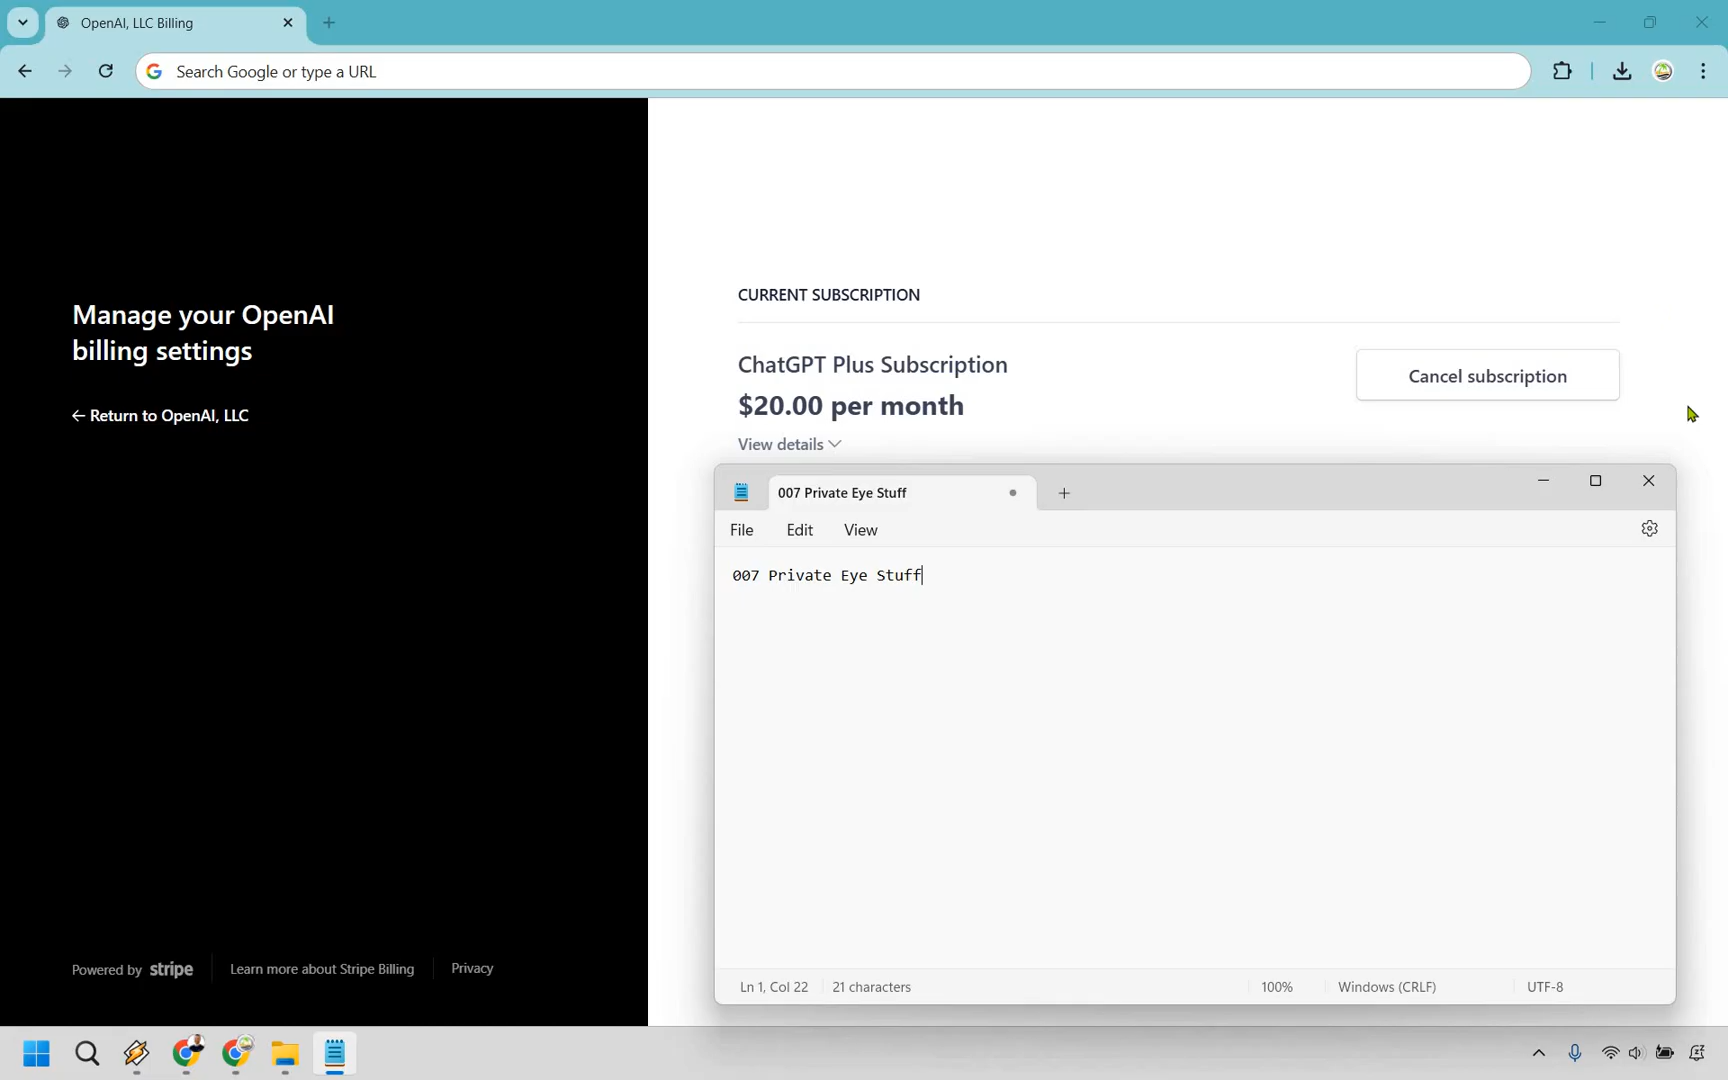 OpenAI, LLC Billing
Search Google or type a URL
Manage your OpenAI
billing settings
← Return to OpenAI, LLC
Powered by stripe
Learn more about Stripe Billing
Privacy
CURRENT SUBSCRIPTION
ChatGPT Plus Subscription
$20.00 per month
View details
Cancel subscription
007 Private Eye Stuff
File
Edit
View
007 Private Eye Stuff
Ln 1, Col 22
21 characters
100%
Windows (CRLF)
UTF-8